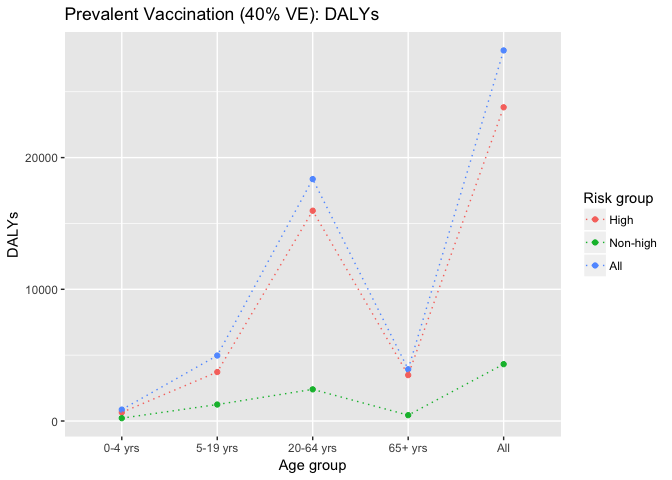 Prevalent Vaccination (40% VE): DALYs
DALYs
20000
10000
0
0-4 yrs 5-19 yrs 20-64 yrs 65+ yrs All
Age group
Risk group
High
Non-high
All